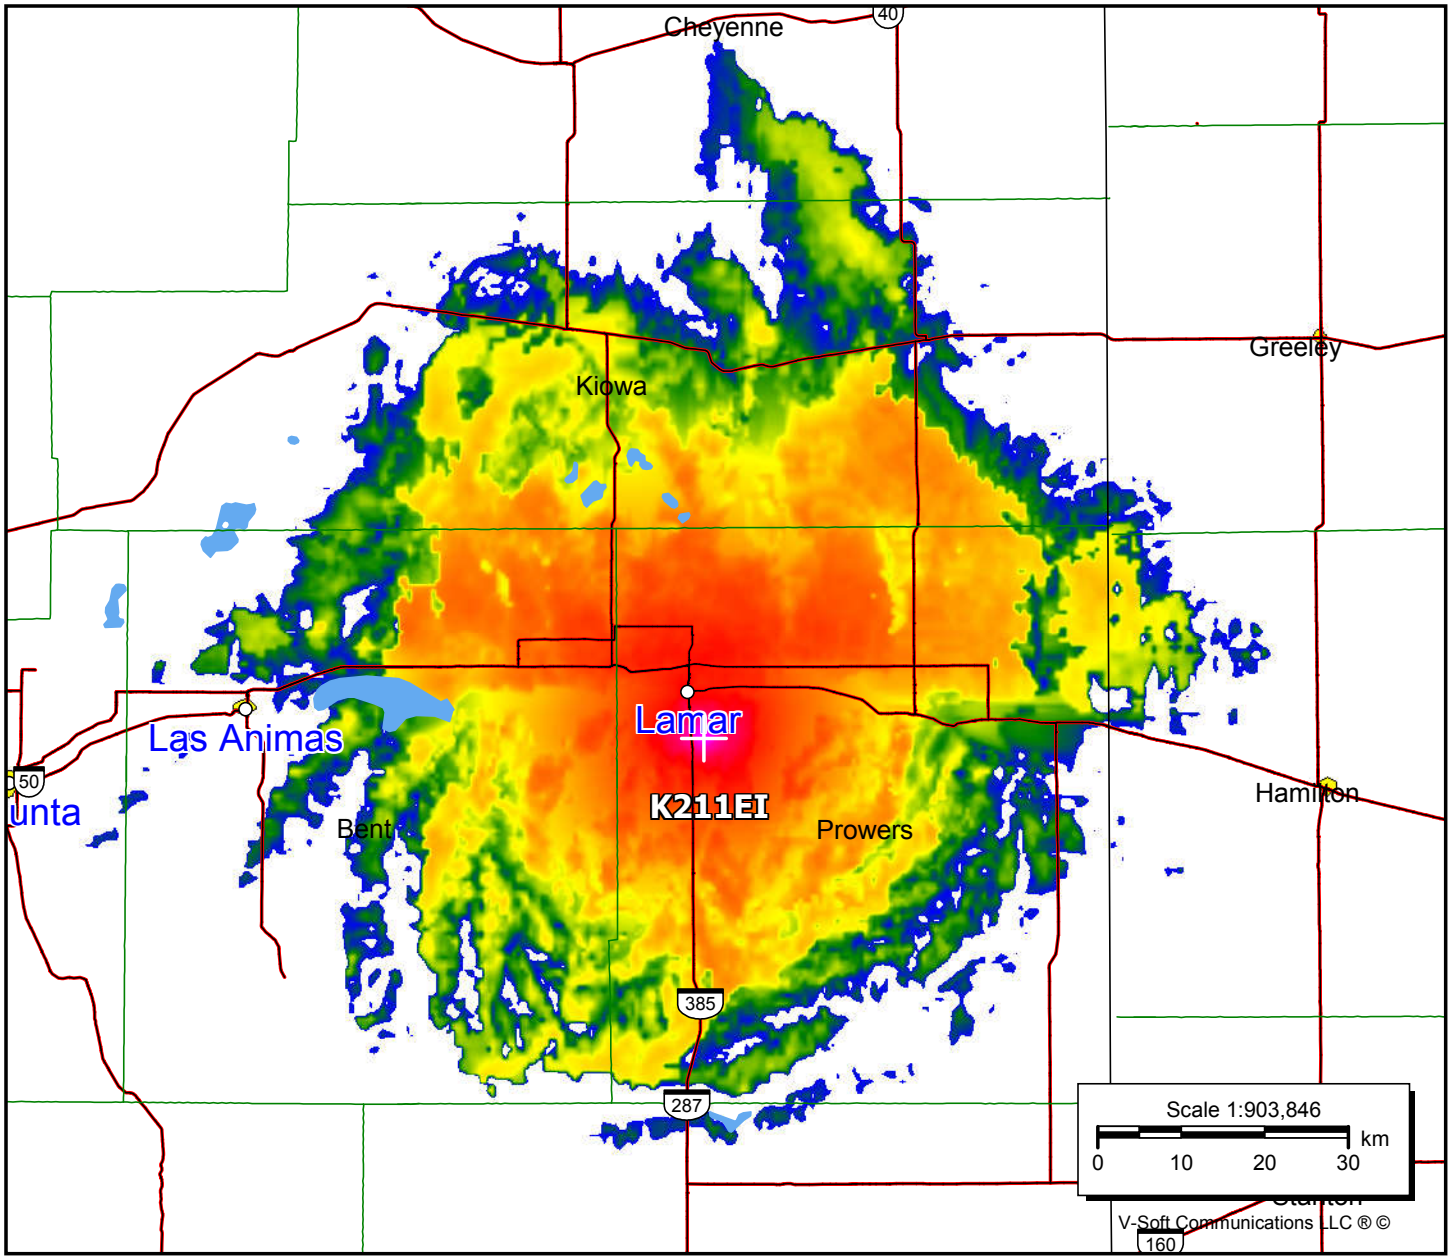 Cheyenne
40
Greeley
Kiowa
Lamar
Las Animas
50
unta
K211EI
Hamilton
Bent
Prowers
385
287
Scale 1:903,846
km
0 10 20 30
Stanton
V-Soft Communications LLC ® ©
160